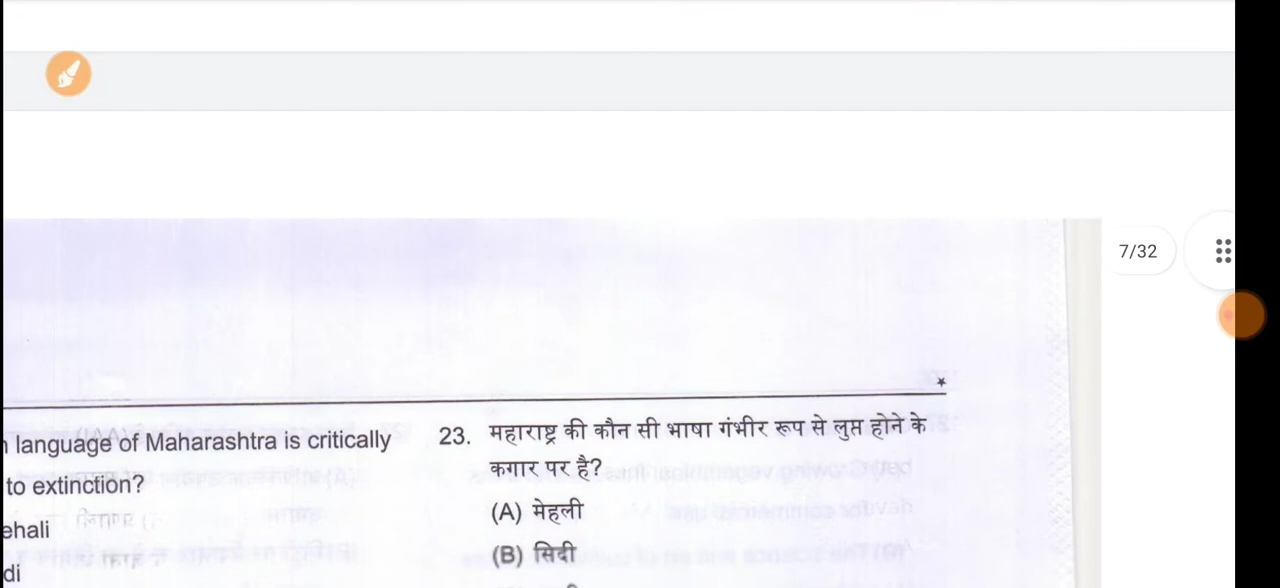 7/32
*
language of Maharashtra is critically
to extinction?
ehali
di
23. महाराष्ट्र की कौन सी भाषा गंभीर रूप से लुप्त होने के
कगार पर है?
(A) मेहली
(B) सिदी